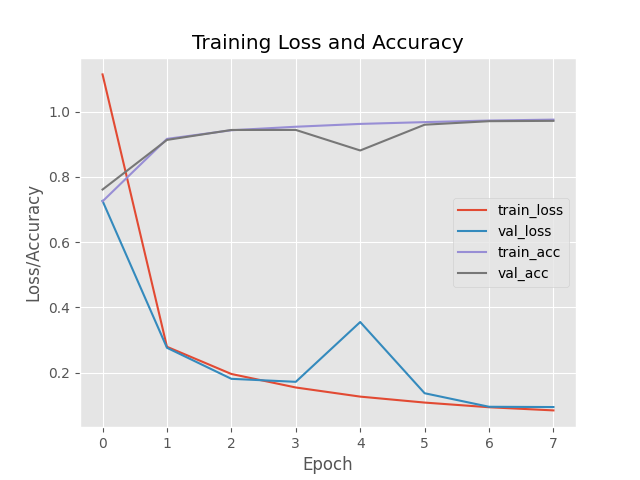 Training Loss and Accuracy
1.0
0.8
0.6
0.4
0.2
Loss/Accuracy
train_loss
val_loss
train_acc
val_acc
0 1 2 3 4 5 6 7
Epoch